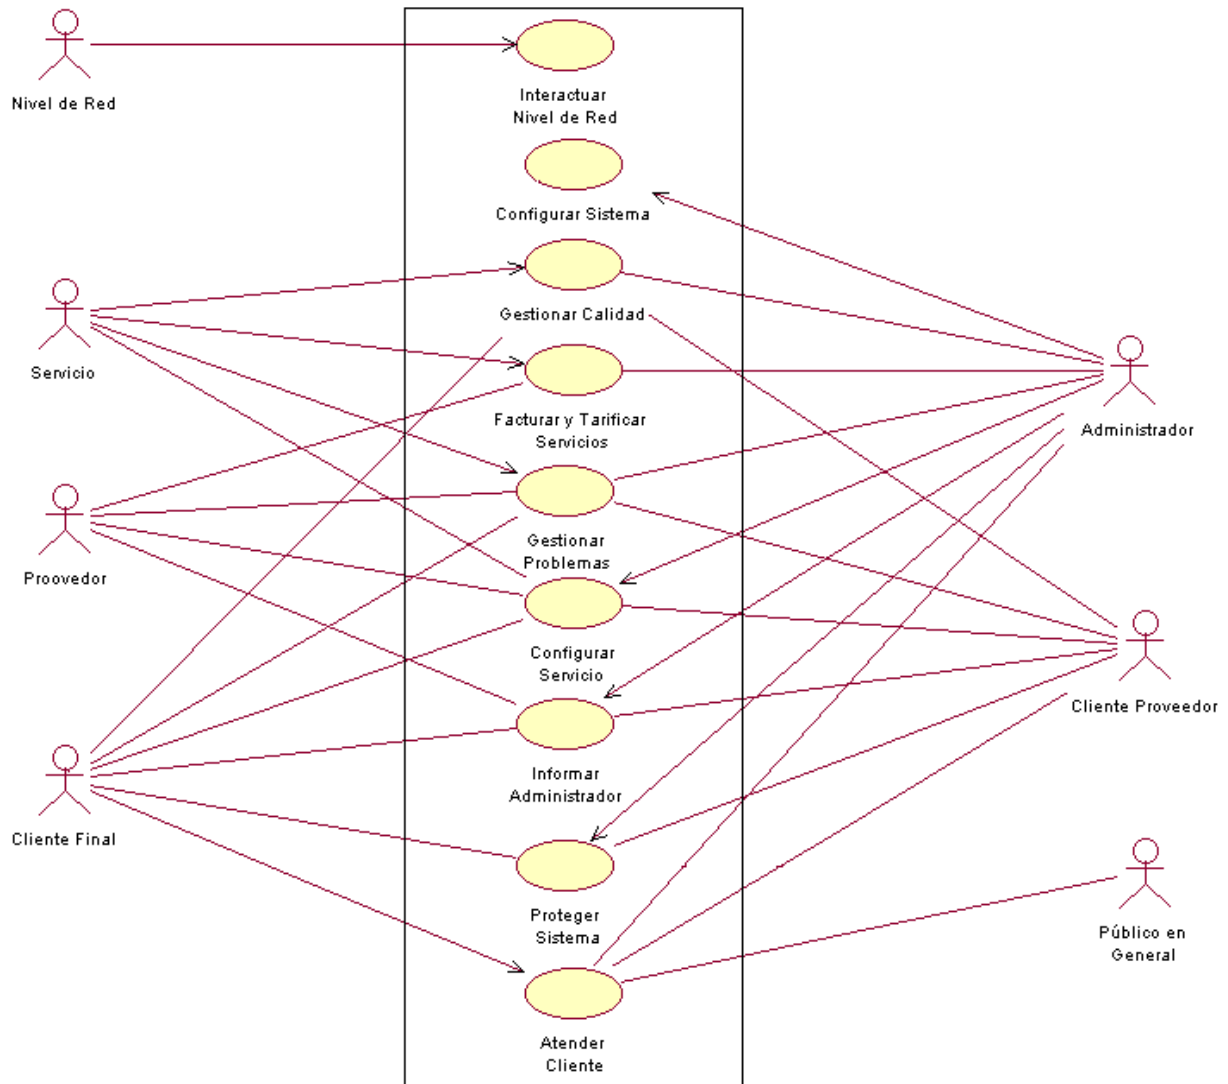 Interactuar
Nivel de Red
Nivel de Red
Configurar Sistema
Gestionar Calidad
Servicio
Facturar y Tarificar
Servicios
Administrador
Gestionar
Problemas
Proovedor
Configurar
Servicio
Cliente Proveedor
Informar
Administrador
Cliente Final
Proteger
Sistema
Público en
General
Atender
Cliente